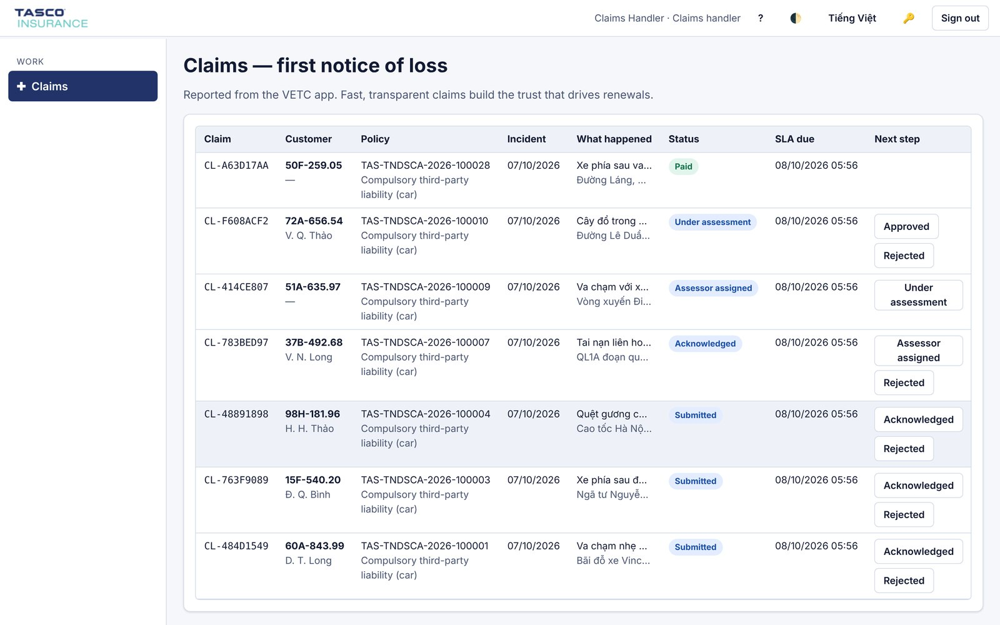 TASCO
INSURANCE
Claims Handler · Claims handler
?
Tiếng Việt
Sign out
WORK
Claims
Claims — first notice of loss
Reported from the VETC app. Fast, transparent claims build the trust that drives renewals.
Claim Customer Policy Incident What happened Status SLA due Next step
CL-A63D17AA 50F-259.05 TAS-TNDSCA-2026-100028 07/10/2026 Xe phía sau va... Paid 08/10/2026 05:56
— Compulsory third-party Đường Láng, ...
liability (car)
CL-F608ACF2 72A-656.54 TAS-TNDSCA-2026-100010 07/10/2026 Cây đổ trong ... Under assessment 08/10/2026 05:56 Approved
V. Q. Thảo Compulsory third-party Đường Lê Duẩ...
liability (car) Rejected
CL-414CE807 51A-635.97 TAS-TNDSCA-2026-100009 07/10/2026 Va chạm với x... Assessor assigned 08/10/2026 05:56 Under
— Compulsory third-party Vòng xuyến Đi... assessment
liability (car)
CL-783BED97 37B-492.68 TAS-TNDSCA-2026-100007 07/10/2026 Tai nạn liên ho... Acknowledged 08/10/2026 05:56 Assessor
V. N. Long Compulsory third-party QL1A đoạn qu... assigned
liability (car) Rejected
CL-48891898 98H-181.96 TAS-TNDSCA-2026-100004 07/10/2026 Quệt gương c... Submitted 08/10/2026 05:56 Acknowledged
H. H. Thảo Compulsory third-party Cao tốc Hà Nộ...
liability (car) Rejected
CL-763F9089 15F-540.20 TAS-TNDSCA-2026-100003 07/10/2026 Xe phía sau đ... Submitted 08/10/2026 05:56 Acknowledged
Đ. Q. Bình Compulsory third-party Ngã tư Nguyễ...
liability (car) Rejected
CL-484D1549 60A-843.99 TAS-TNDSCA-2026-100001 07/10/2026 Va chạm nhẹ ... Submitted 08/10/2026 05:56 Acknowledged
D. T. Long Compulsory third-party Bãi đỗ xe Vinc...
liability (car) Rejected